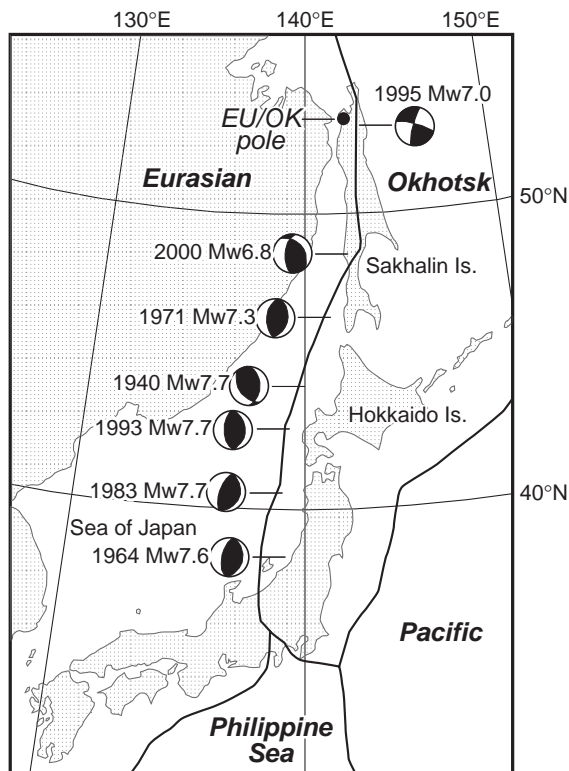 130°E 140°E 150°E
1995 Mw7.0
EU/OK
pole
Eurasian
Okhotsk
50°N
2000 Mw6.8
Sakhalin Is.
1971 Mw7.3
1940 Mw7.7
Hokkaido Is.
1993 Mw7.7
1983 Mw7.7
40°N
Sea of Japan
1964 Mw7.6
Pacific
Philippine
Sea